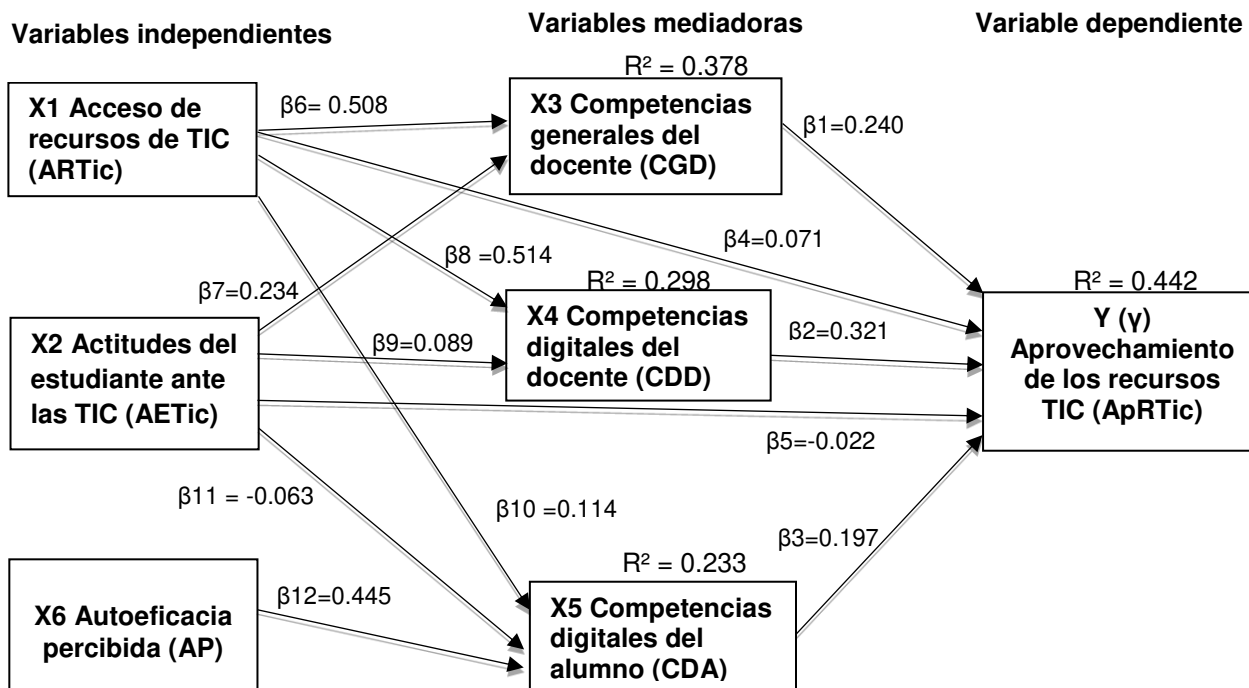 Variables independientes
Variables mediadoras
Variable dependiente
R² = 0.378
X1 Acceso de
recursos de TIC
(ARTic)
β6= 0.508
X3 Competencias
generales del
docente (CGD)
β1=0.240
β4=0.071
β8 =0.514
β7=0.234
R² = 0.298
R² = 0.442
X2 Actitudes del
estudiante ante
las TIC (AETic)
β9=0.089
X4 Competencias
digitales del
docente (CDD)
β2=0.321
Y (γ)
Aprovechamiento
de los recursos
TIC (ApRTic)
β5=-0.022
β11 = -0.063
β10 =0.114
β3=0.197
R² = 0.233
X6 Autoeficacia
percibida (AP)
β12=0.445
X5 Competencias
digitales del
alumno (CDA)